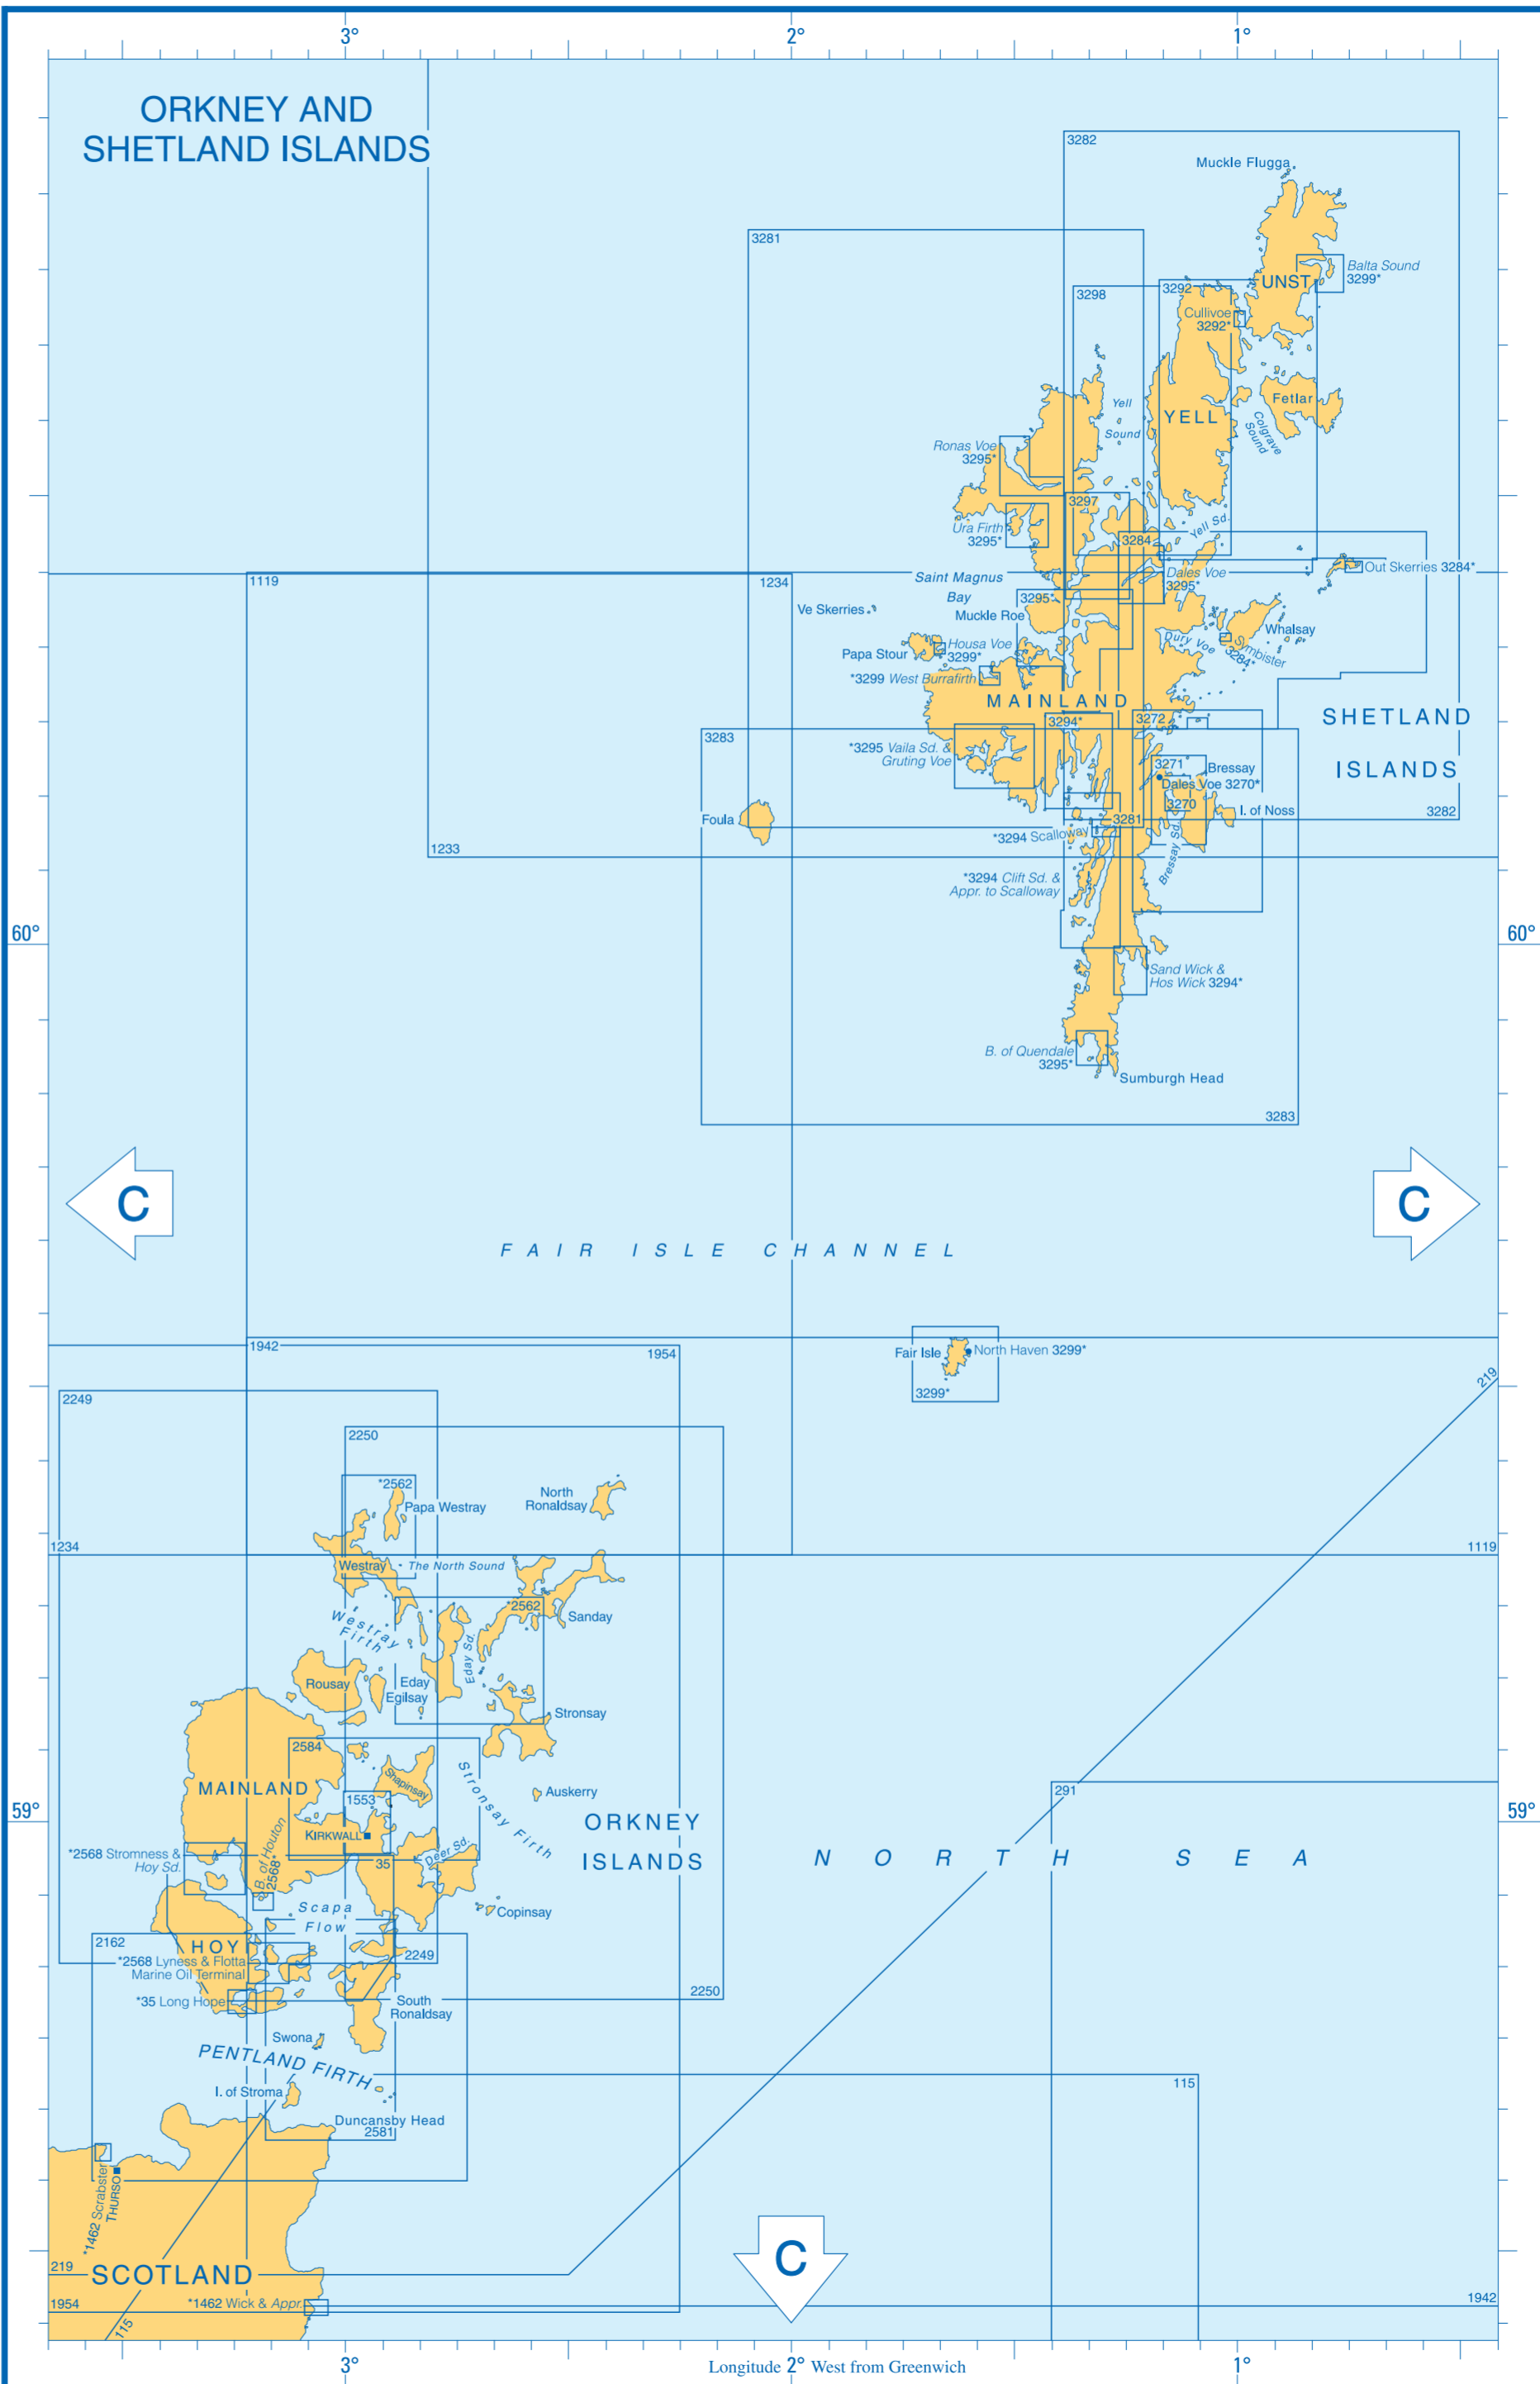 3°
2°
1°
ORKNEY AND
SHETLAND ISLANDS
3282
Muckle Flugga
3281
Balta Sound
3299*
UNST
3292
3298
Cullivoe
3292*
Yell
Sound
YELL
Fetlar
Colgrave
Sound
Ronas Voe
3295*
3297
Ura Firth
3295*
Yell Sd.
3284
Out Skerries 3284*
Dales Voe
3295*
1119
1234
Saint Magnus
Bay
3295*
Ve Skerries
Muckle Roe
Whalsay
Symbister
3284*
Dury Voe
Papa Stour
Housa Voe
3299*
*3299 West Burrafirth
MAINLAND
SHETLAND
ISLANDS
3294*
3272
3283
*3295 Vaila Sd. &
Gruting Voe
3271
Bressay
Dales Voe 3270*
3270
I. of Noss
3282
Foula
3281
*3294 Scalloway
Bressay Sd.
1233
*3294 Clift Sd. &
Appr. to Scalloway
60°
60°
Sand Wick &
Hos Wick 3294*
B. of Quendale
3295*
Sumburgh Head
3283
C
C
FAIR ISLE CHANNEL
1942
1954
Fair Isle
North Haven 3299*
3299*
219
2249
2250
*2562
Papa Westray
North
Ronaldsay
1234
1119
Westray
The North Sound
*2562
Sanday
Westray
Firth
Eday Sd.
Rousay
Eday
Egilsay
Stronsay
2584
MAINLAND
Shapinsay
Stronsay Firth
Auskerry
291
1553
59°
59°
KIRKWALL
ORKNEY
ISLANDS
NORTH SEA
*2568 Stromness &
Hoy Sd.
B. of Houton
2568*
35
Deer Sd.
Scapa
Flow
Copinsay
2162
HOY
2249
*2568 Lyness & Flotta
Marine Oil Terminal
2250
*35 Long Hope
South
Ronaldsay
Swona
PENTLAND FIRTH
115
I. of Stroma
Duncansby Head
2581
*1462 Scrabster
THURSO
C
219
SCOTLAND
1954
*1462 Wick & Appr.
1942
115
3°
Longitude 2° West from Greenwich
1°